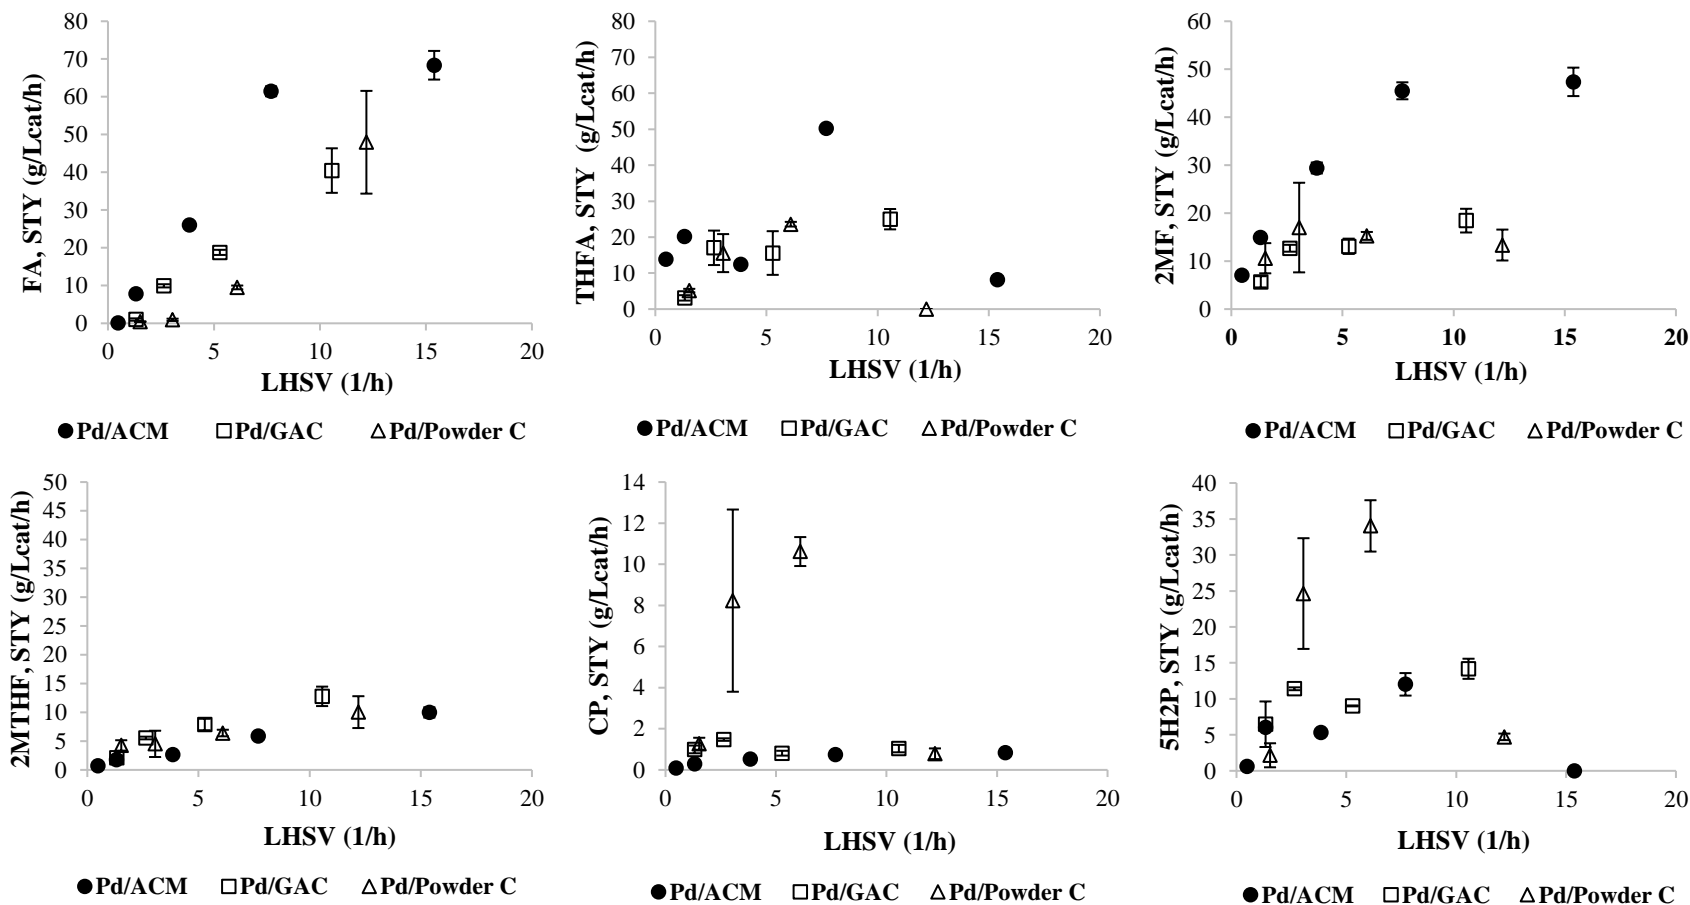 FA, STY (g/Lcat/h)
80
70
60
50
40
30
20
10
0
0 5 10 15 20
LHSV (1/h)
Pd/ACM Pd/GAC Pd/Powder C
THFA, STY (g/Lcat/h)
80
70
60
50
40
30
20
10
0
0 5 10 15 20
LHSV (1/h)
Pd/ACM Pd/GAC Pd/Powder C
2MF, STY (g/Lcat/h)
60
50
40
30
20
10
0
0 5 10 15 20
LHSV (1/h)
Pd/ACM Pd/GAC Pd/Powder C
2MTHF, STY (g/Lcat/h)
50
45
40
35
30
25
20
15
10
5
0
0 5 10 15 20
LHSV (1/h)
Pd/ACM Pd/GAC Pd/Powder C
CP, STY (g/Lcat/h)
14
12
10
8
6
4
2
0
0 5 10 15 20
LHSV (1/h)
Pd/ACM Pd/GAC Pd/Powder C
5H2P, STY (g/Lcat/h)
40
35
30
25
20
15
10
5
0
0 5 10 15 20
LHSV (1/h)
Pd/ACM Pd/GAC Pd/Powder C